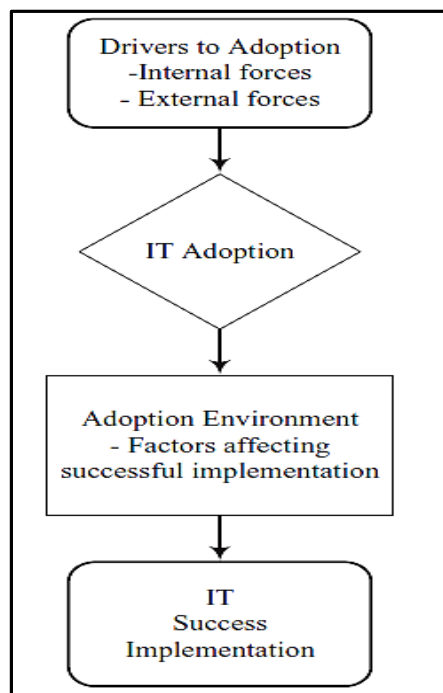 Drivers to Adoption
-Internal forces
- External forces
IT Adoption
Adoption Environment
- Factors affecting
successful implementation
IT
Success
Implementation